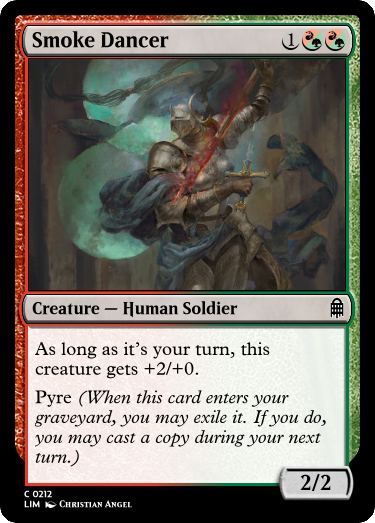 Smoke Dancer 1
Creature — Human Soldier
As long as it's your turn, this
creature gets +2/+0.
Pyre (When this card enters your
graveyard, you may exile it. If you do,
you may cast a copy during your next
turn.)
2/2
C 0212
LIM Christian Angel